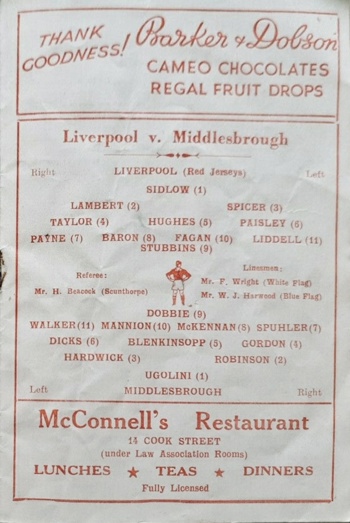 THANK GOODNESS! Barker & Dobson
CAMEO CHOCOLATES
REGAL FRUIT DROPS
Liverpool v. Middlesbrough
Right LIVERPOOL (Red Jerseys) Left
SIDLOW (1)
LAMBERT (2) SPICER (3)
TAYLOR (4) HUGHES (5) PAISLEY (6)
PAYNE (7) BARON (8) FAGAN (10) LIDDELL (11)
STUBBINS (9)
Referee:
Mr. H. Beacock (Scunthorpe)
Linesmen:
Mr. F. Wright (White Flag)
Mr. W. J. Harwood (Blue Flag)
DOBBIE (9)
WALKER(11) MANNION(10) McKENNAN(8) SPUHLER(7)
DICKS (6) BLENKINSOPP (5) GORDON (4)
HARDWICK (3) ROBINSON (2)
UGOLINI (1)
Left MIDDLESBROUGH Right
McConnell's Restaurant
14 COOK STREET
(under Law Association Rooms)
LUNCHES ★ TEAS ★ DINNERS
Fully Licensed